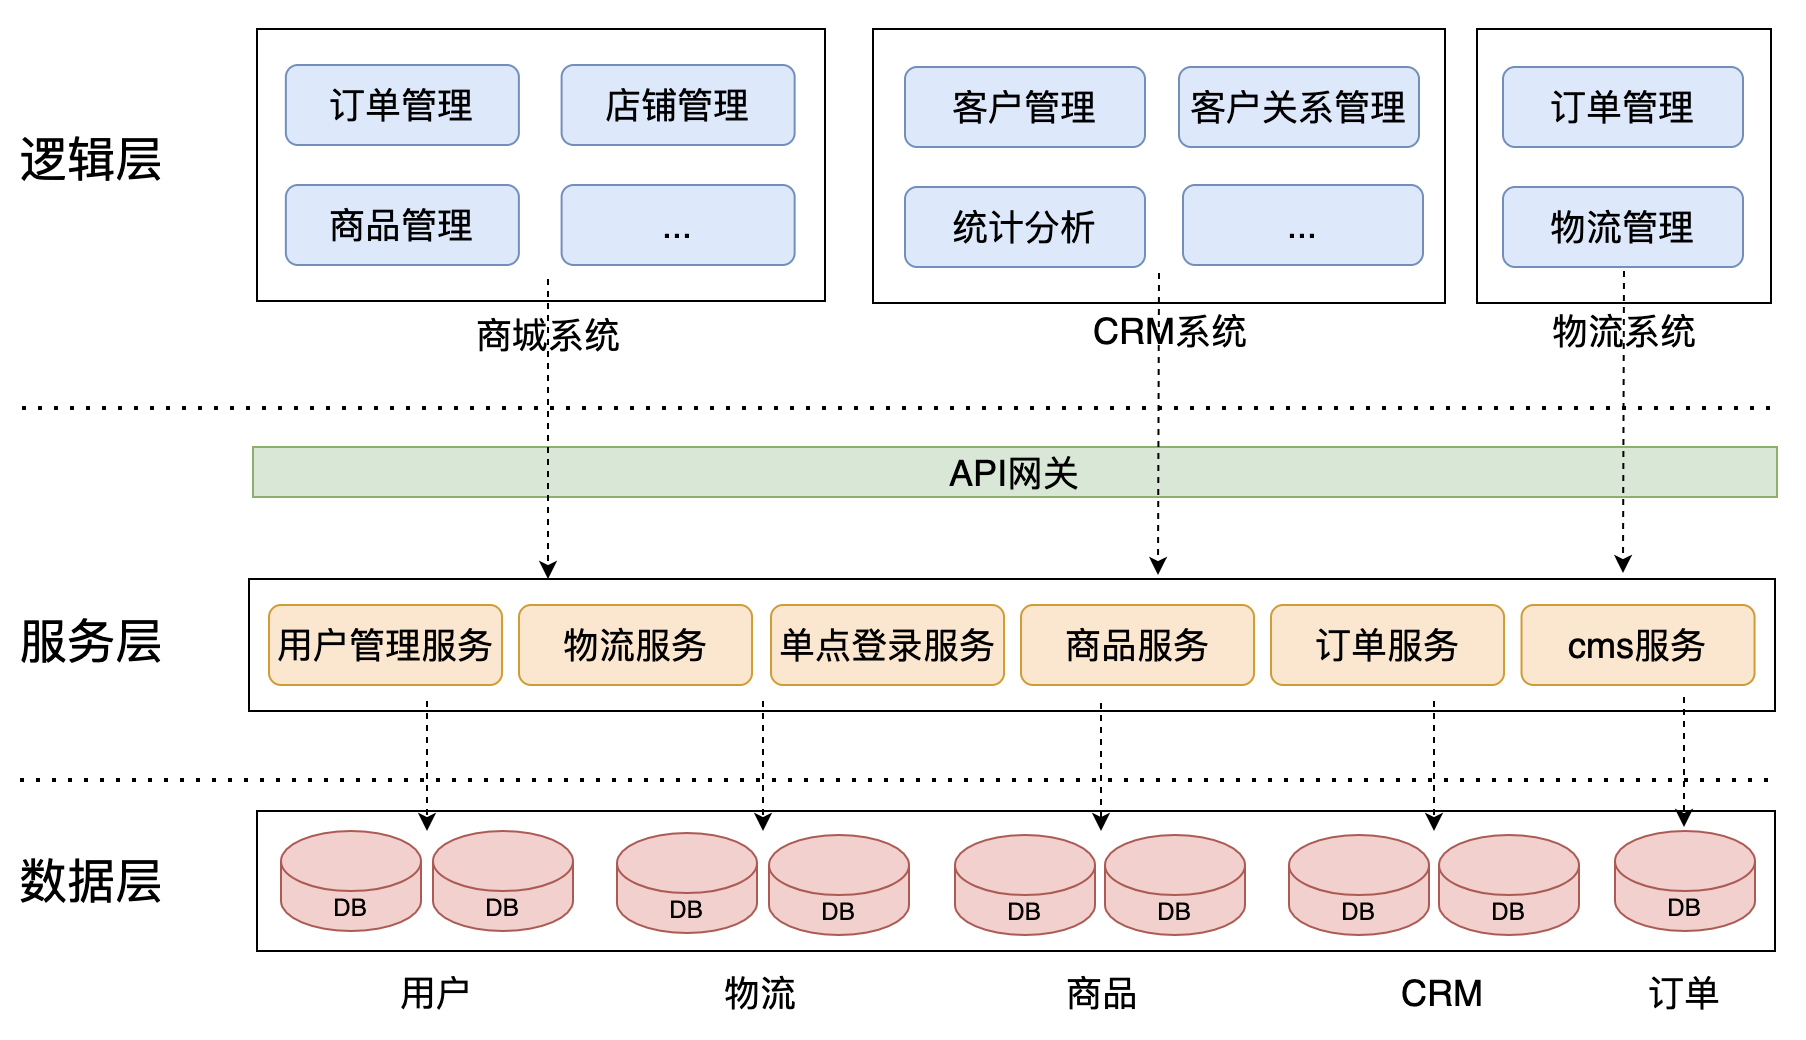 订单管理
店铺管理
客户管理
客户关系管理
订单管理
逻辑层
商品管理
...
统计分析
...
物流管理
商城系统
CRM系统
物流系统
API网关
服务层
用户管理服务
物流服务
单点登录服务
商品服务
订单服务
cms服务
数据层
DB
DB
DB
DB
DB
DB
DB
DB
DB
用户
物流
商品
CRM
订单